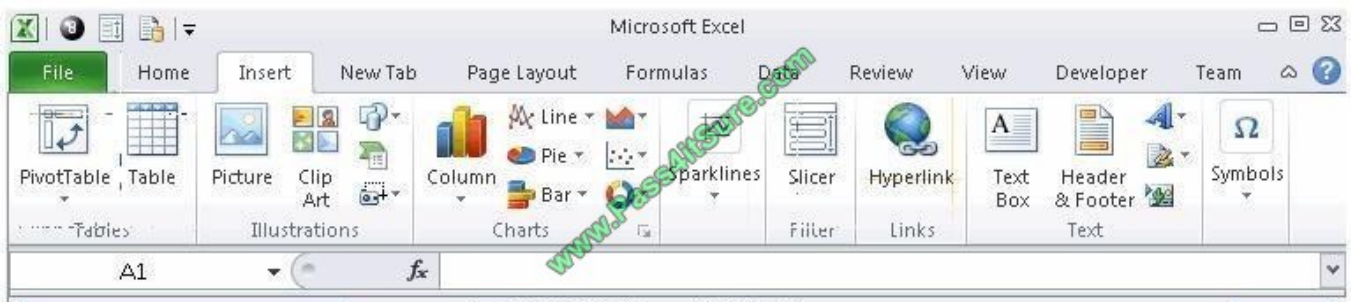 Microsoft Excel
File Home Insert New Tab Page Layout Formulas Data Review View Developer Team
PivotTable Table Picture Clip Art Column Line Pie Bar Sparklines Slicer Hyperlink Text Box Header & Footer Symbols
Tables Illustrations Charts Filter Links Text
A1 fx
www.Pass4itSure.com